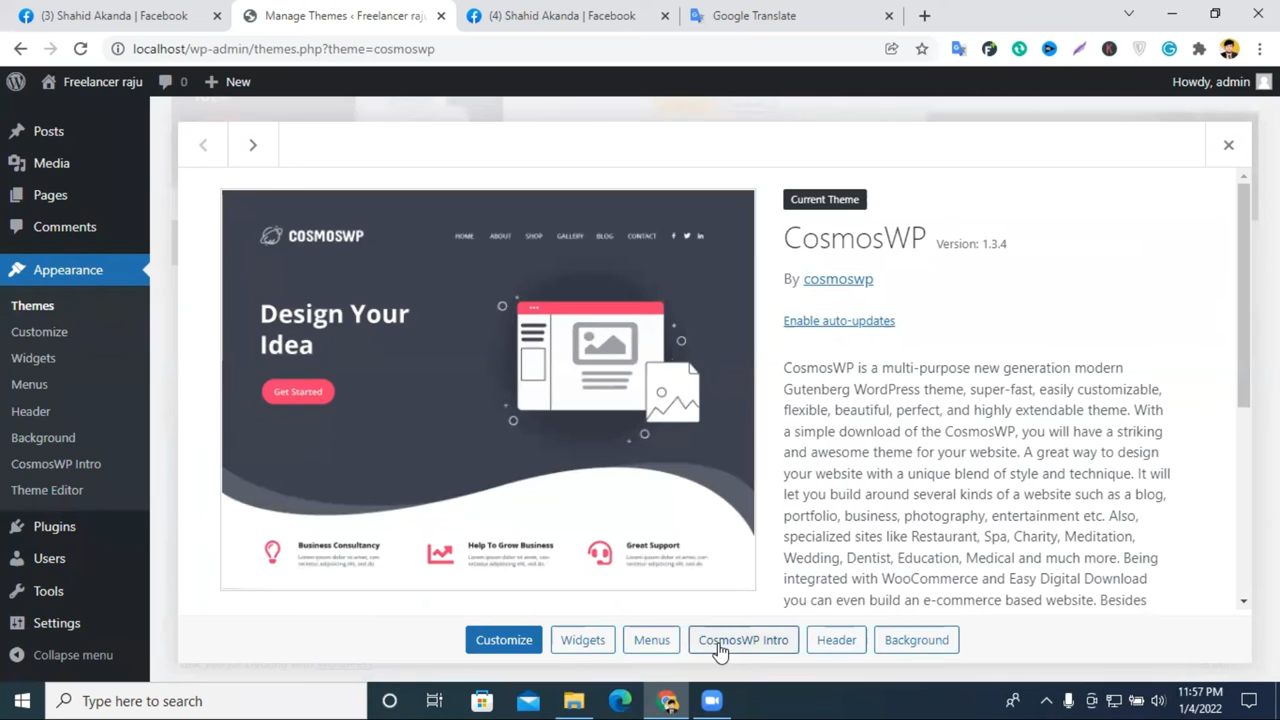 (3) Shahid Akanda | Facebook
Manage Themes ‹ Freelancer raju
(4) Shahid Akanda | Facebook
Google Translate
localhost/wp-admin/themes.php?theme=cosmoswp
Freelancer raju
0
New
Howdy, admin
Posts
Media
Pages
Comments
Appearance
Themes
Customize
Widgets
Menus
Header
Background
CosmosWP Intro
Theme Editor
Plugins
Users
Tools
Settings
Collapse menu
COSMOSWP
HOME ABOUT SHOP GALLERY BLOG CONTACT
Design Your
Idea
Get Started
Business Consultancy
Help To Grow Business
Great Support
Current Theme
CosmosWP Version: 1.3.4
By cosmoswp
Enable auto-updates
CosmosWP is a multi-purpose new generation modern
Gutenberg WordPress theme, super-fast, easily customizable,
flexible, beautiful, perfect, and highly extendable theme. With
a simple download of the CosmosWP, you will have a striking
and awesome theme for your website. A great way to design
your website with a unique blend of style and technique. It will
let you build around several kinds of a website such as a blog,
portfolio, business, photography, entertainment etc. Also,
specialized sites like Restaurant, Spa, Charity, Meditation,
Wedding, Dentist, Education, Medical and much more. Being
integrated with WooCommerce and Easy Digital Download
you can even build an e-commerce based website. Besides
Customize
Widgets
Menus
CosmosWP Intro
Header
Background
Type here to search
11:57 PM
1/4/2022